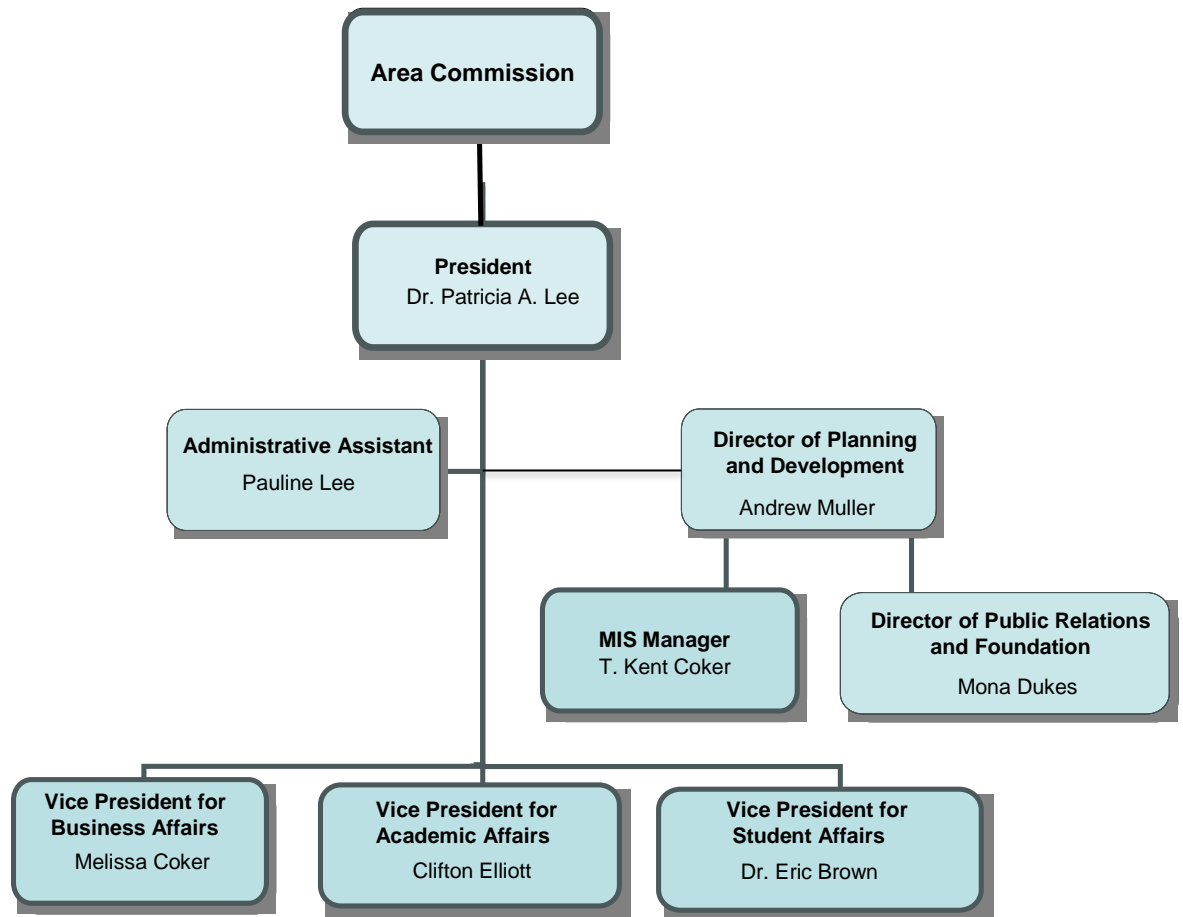 Area Commission
President
Dr. Patricia A. Lee
Administrative Assistant
Pauline Lee
Director of Planning
and Development
Andrew Muller
MIS Manager
T. Kent Coker
Director of Public Relations
and Foundation
Mona Dukes
Vice President for
Business Affairs
Melissa Coker
Vice President for
Academic Affairs
Clifton Elliott
Vice President for
Student Affairs
Dr. Eric Brown